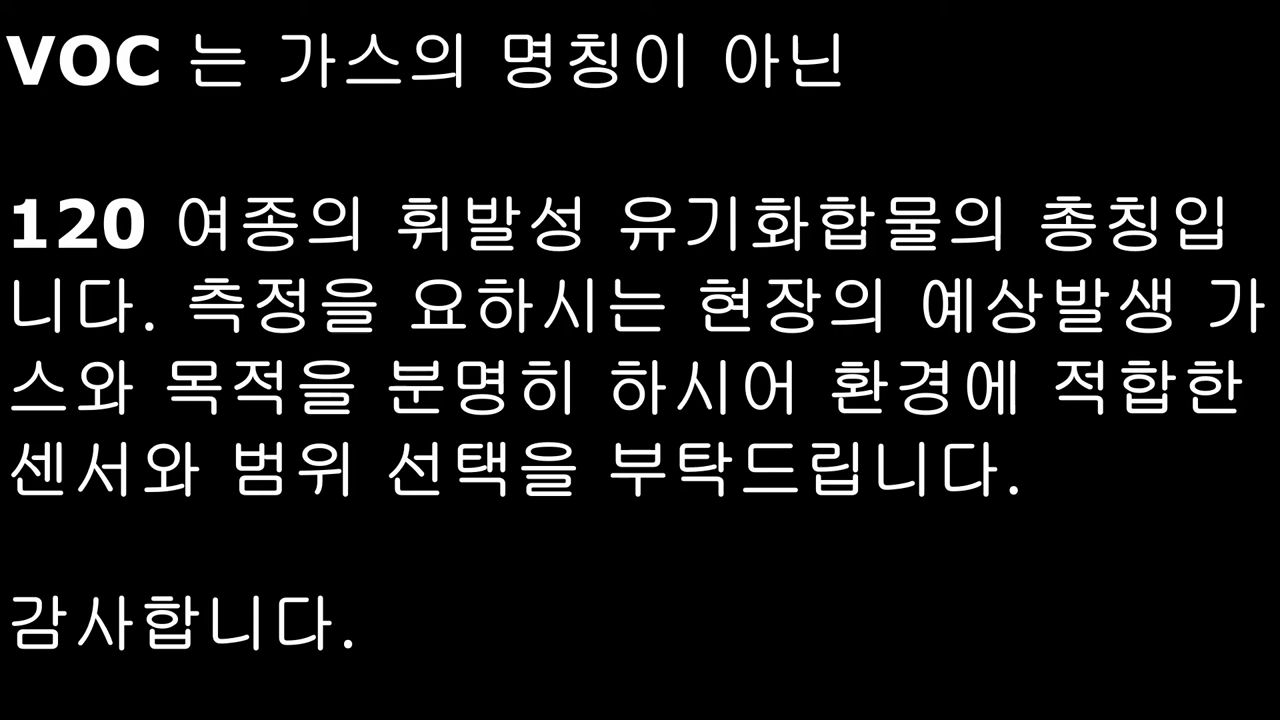 VOC 는 가스의 명칭이 아닌
120 여종의 휘발성 유기화합물의 총칭입
니다. 측정을 요하시는 현장의 예상발생 가
스와 목적을 분명히 하시어 환경에 적합한
센서와 범위 선택을 부탁드립니다.
감사합니다.